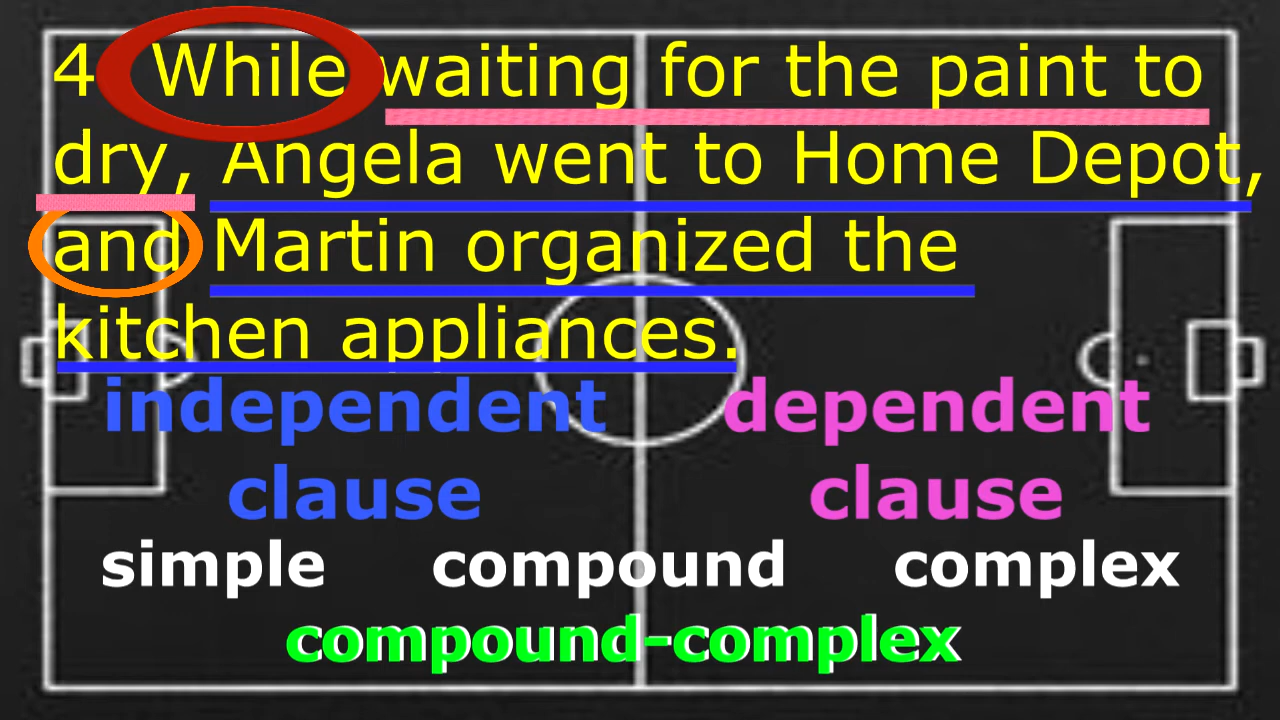 4. While waiting for the paint to
dry, Angela went to Home Depot,
and Martin organized the
kitchen appliances.
independent dependent
clause clause
simple compound complex
compound-complex